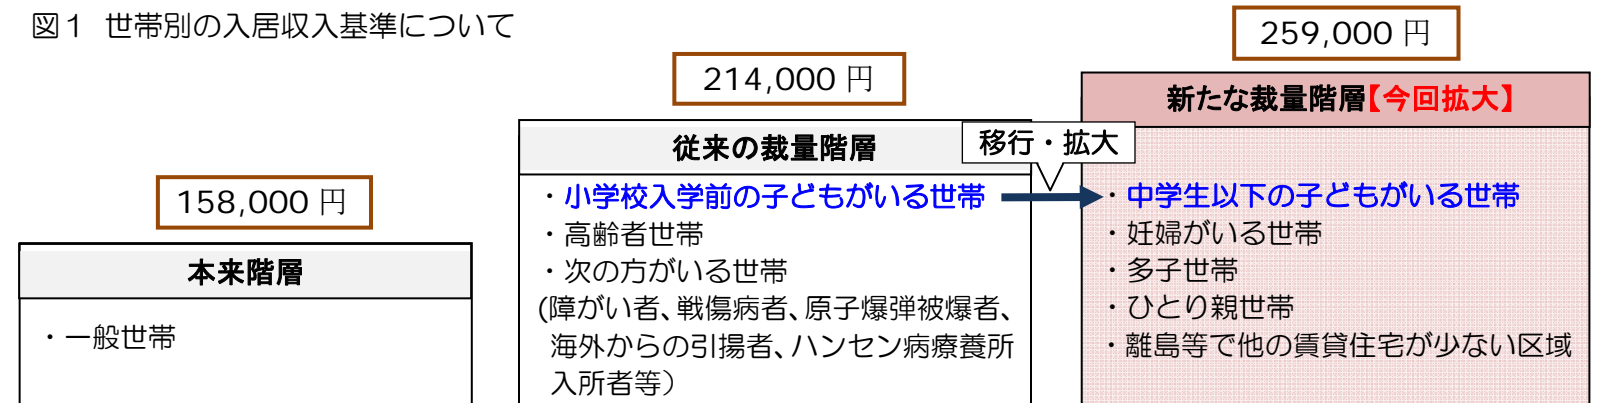 図1 世帯別の入居収入基準について
158,000 円
本来階層
・一般世帯
214,000 円
従来の裁量階層
・小学校入学前の子どもがいる世帯
・高齢者世帯
・次の方がいる世帯
(障がい者、戦傷病者、原子爆弾被爆者、
海外からの引揚者、ハンセン病療養所
入所者等)
移行・拡大
259,000 円
新たな裁量階層【今回拡大】
・中学生以下の子どもがいる世帯
・妊婦がいる世帯
・多子世帯
・ひとり親世帯
・離島等で他の賃貸住宅が少ない区域